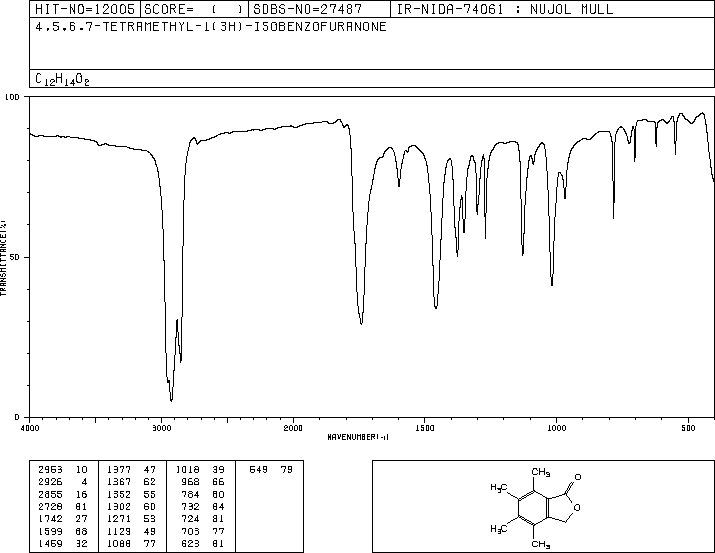 HIT-NO=12005 SCORE= ( ) SDBS-NO=27487 IR-NIDA-74061 : NUJOL MULL
4,5,6,7-TETRAMETHYL-1(3H)-ISOBENZOFURANONE
C12H14O2
100
50
0
TRANSMITTANCE(%)
4000 3000 2000 1500 1000 500
WAVENUMBER(-1)
2953 10 1377 47 1018 39 549 79
2926 4 1367 62 968 66
2855 16 1352 55 784 60
2728 81 1302 60 732 84
1742 27 1271 53 724 81
1599 68 1129 49 703 77
1459 32 1088 77 623 81
CH3 O
H3C
O
H3C
CH3